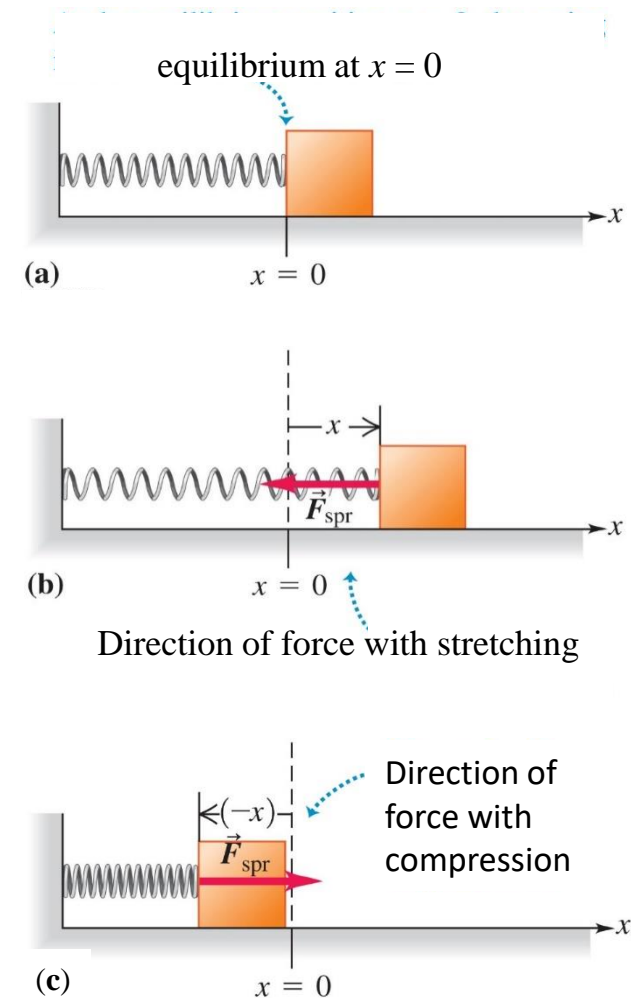 equilibrium at x = 0
x
(a)
x = 0
x
F⃗spr
x
(b)
x = 0
Direction of force with stretching
(−x)
Direction of
force with
compression
F⃗spr
x
(c)
x = 0